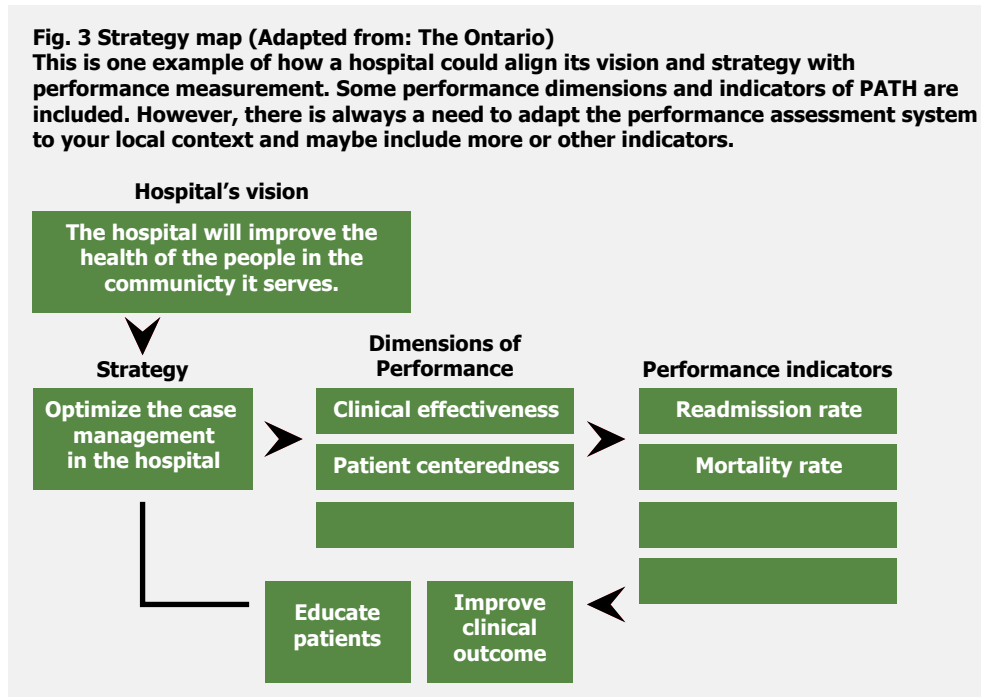 Fig. 3 Strategy map (Adapted from: The Ontario)
This is one example of how a hospital could align its vision and strategy with
performance measurement. Some performance dimensions and indicators of PATH are
included. However, there is always a need to adapt the performance assessment system
to your local context and maybe include more or other indicators.
Hospital’s vision
The hospital will improve the
health of the people in the
communicty it serves.
Strategy
Optimize the case
management
in the hospital
Dimensions of
Performance
Clinical effectiveness
Patient centeredness
Performance indicators
Readmission rate
Mortality rate
Educate
patients
Improve
clinical
outcome